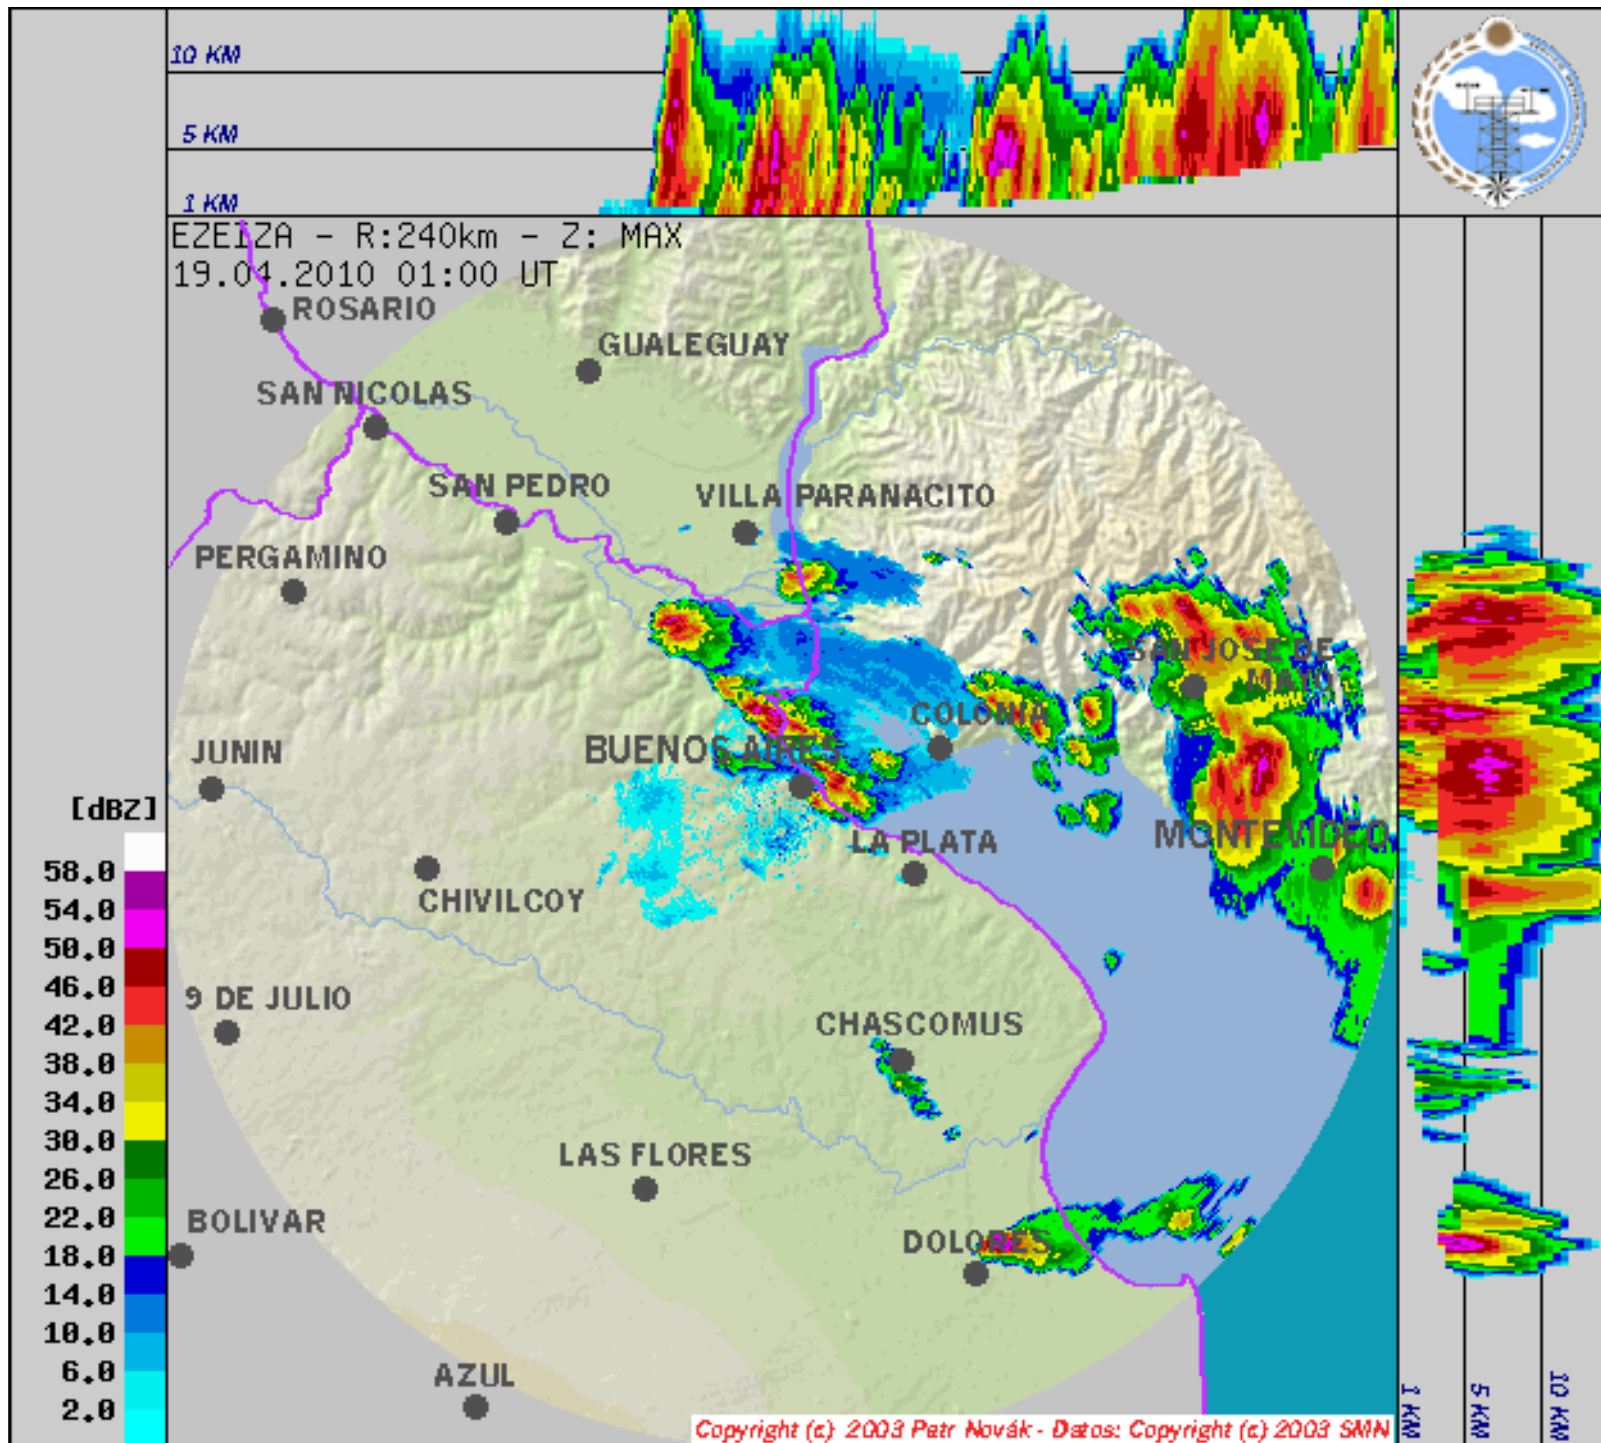 10 KM
5 KM
1 KM
EZEIZA - R:240km - Z: MAX
19.04.2010 01:00 UT
ROSARIO
GUALEGUAY
SAN NICOLAS
SAN PEDRO
VILLA PARANACITO
PERGAMINO
SAN JOSE DE
MAYO
COLONIA
BUENOS AIRES
JUNIN
[dBZ]
MONTEVIDEO
LA PLATA
CHIVILCOY
58.0
54.0
50.0
46.0
42.0
38.0
34.0
30.0
26.0
22.0
18.0
14.0
10.0
6.0
2.0
9 DE JULIO
CHASCOMUS
LAS FLORES
BOLIVAR
DOLORES
AZUL
1 KM
5 KM
10 KM
Copyright (c) 2003 Petr Novák - Datos: Copyright (c) 2003 SMN